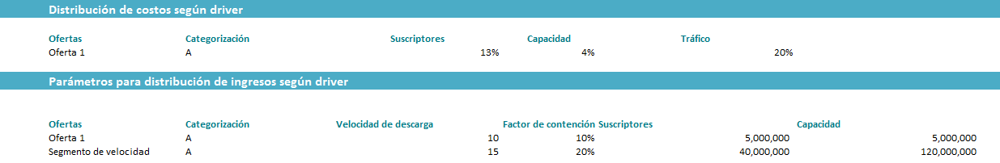 Distribución de costos según driver
Ofertas Categorización Suscriptores Capacidad Tráfico
Oferta 1 A 13% 4% 20%
Parámetros para distribución de ingresos según driver
Ofertas Categorización Velocidad de descarga Factor de contención Suscriptores Capacidad
Oferta 1 A 10 10% 5,000,000 5,000,000
Segmento de velocidad A 15 20% 40,000,000 120,000,000